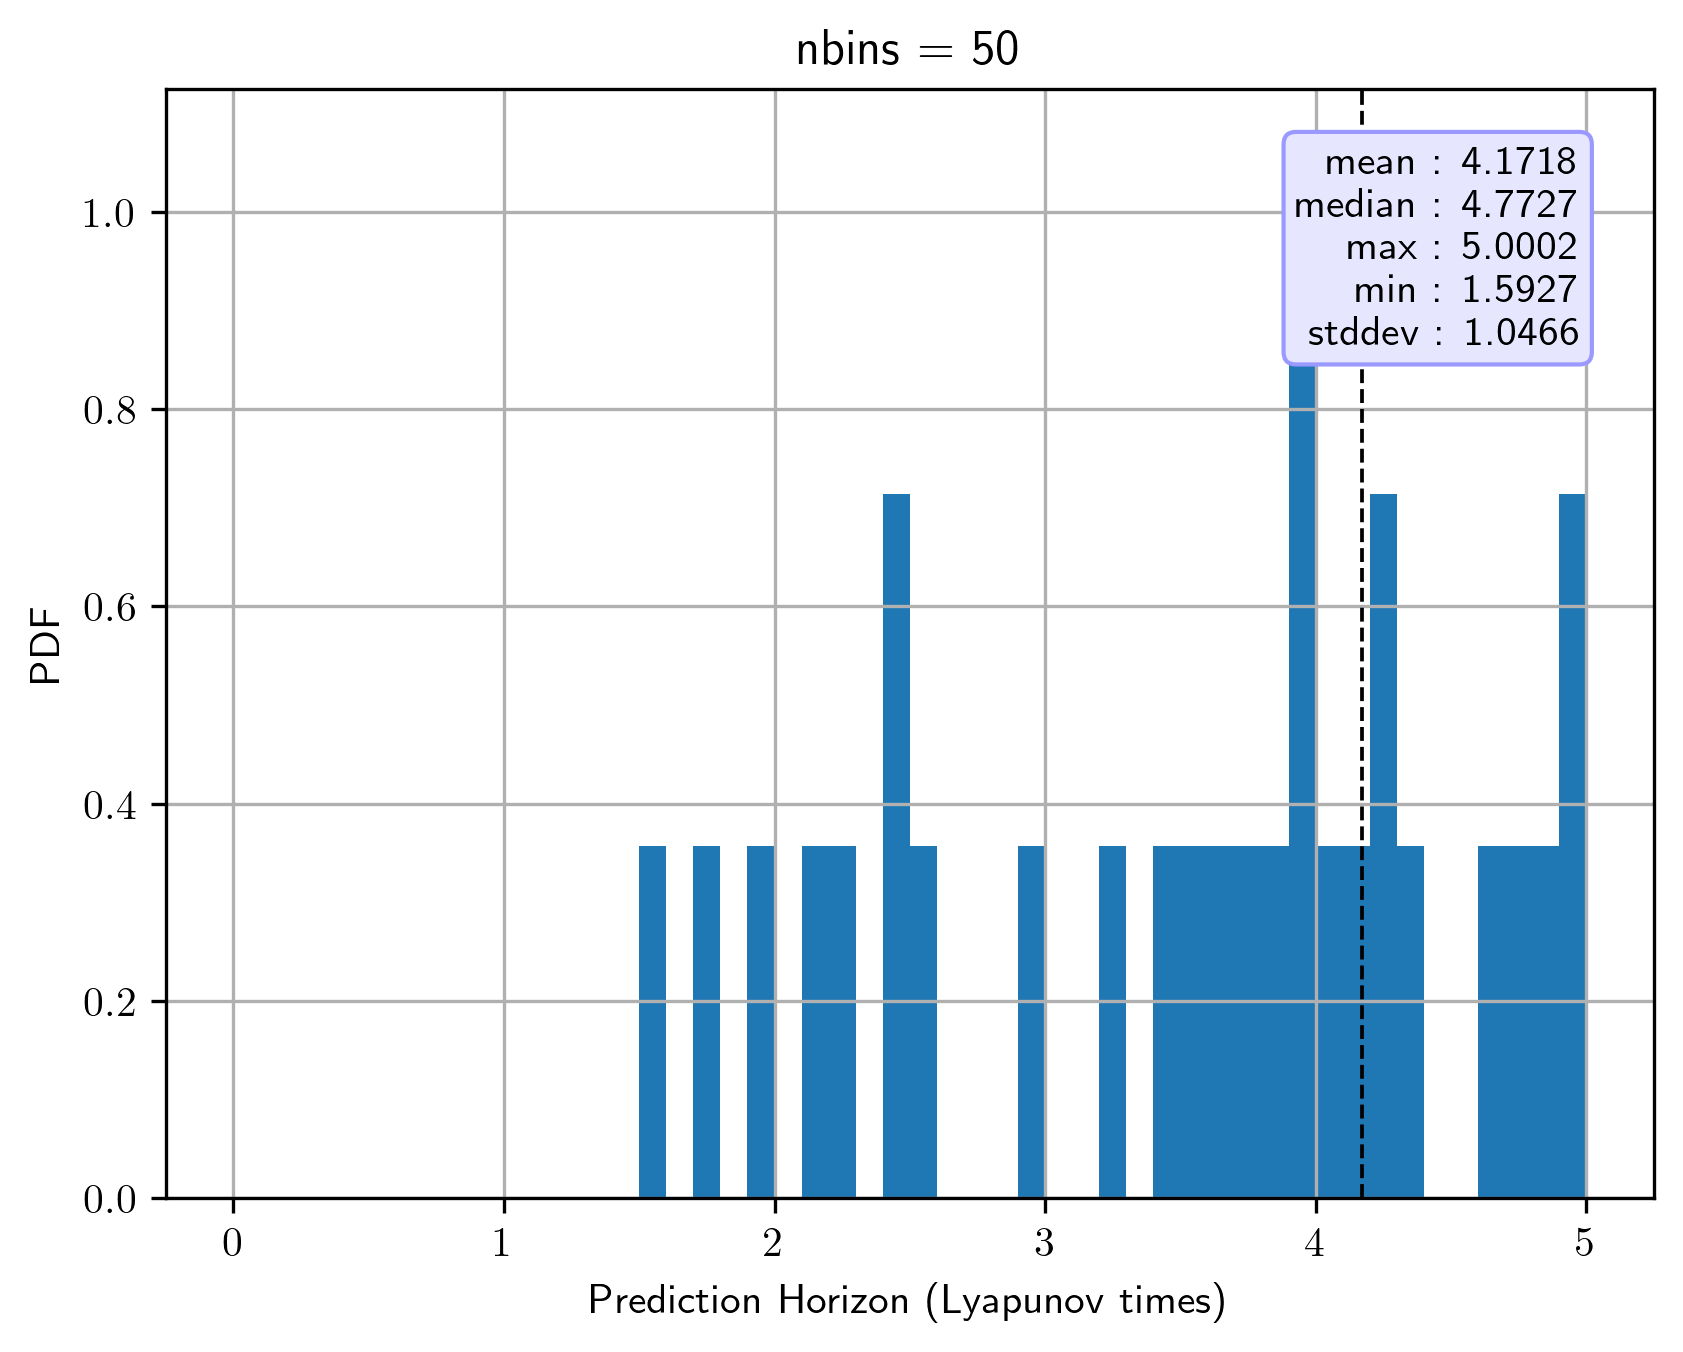 nbins = 50
mean : 4.1718
median : 4.7727
max : 5.0002
min : 1.5927
stddev : 1.0466
PDF
1.0
0.8
0.6
0.4
0.2
0.0
0 1 2 3 4 5
Prediction Horizon (Lyapunov times)